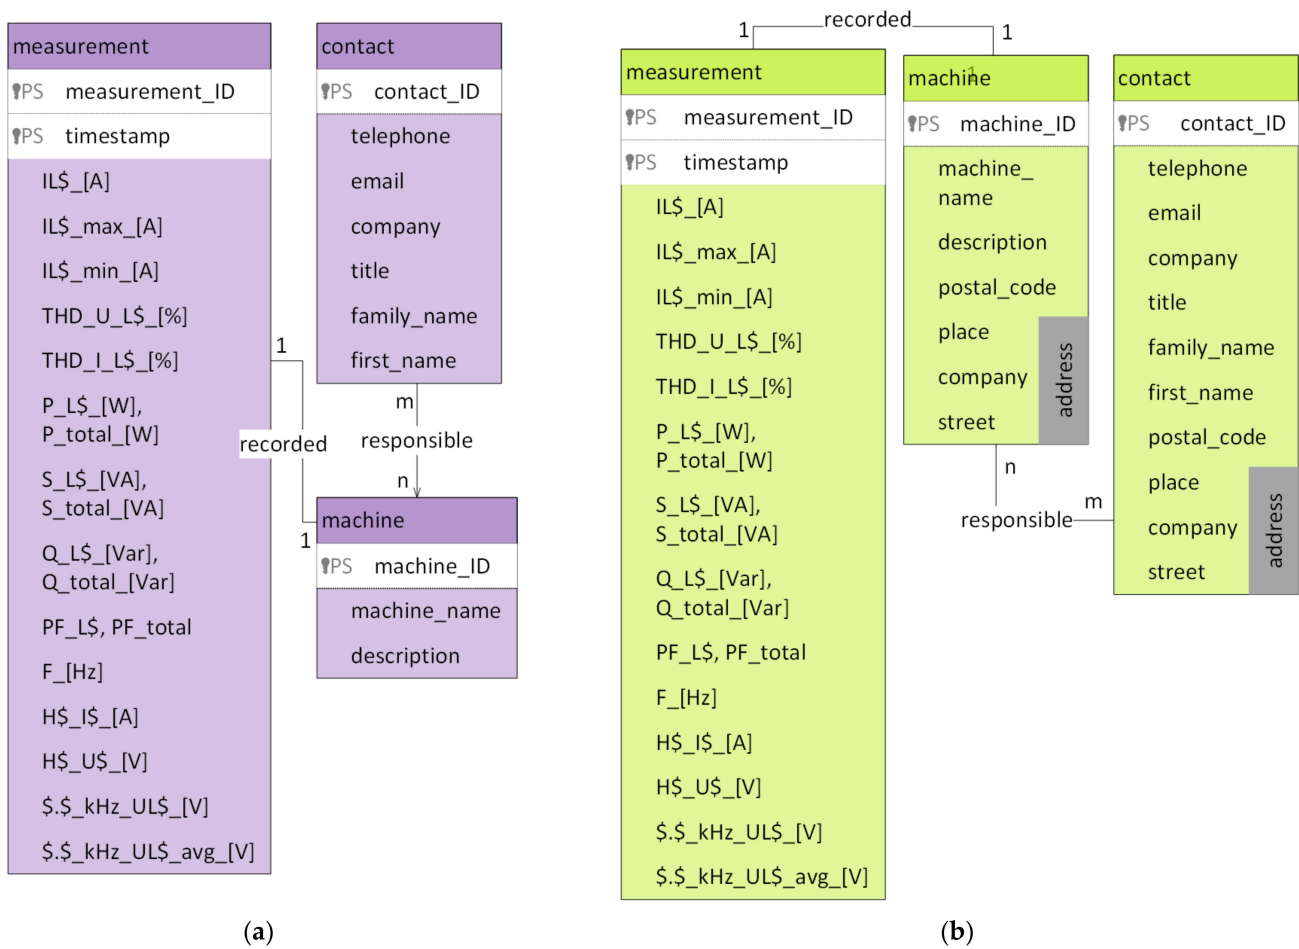 measurement
PS measurement_ID
PS timestamp
IL$_[A]
IL$_max_[A]
IL$_min_[A]
THD_U_L$_[%]
THD_I_L$_[%]
P_L$_[W],
P_total_[W]
S_L$_[VA],
S_total_[VA]
Q_L$_[Var],
Q_total_[Var]
PF_L$, PF_total
F_[Hz]
H$_I$_[A]
H$_U$_[V]
$.$_kHz_UL$_[V]
$.$_kHz_UL$_avg_[V]
1
recorded
1
contact
PS contact_ID
telephone
email
company
title
family_name
first_name
m
responsible
n
machine
PS machine_ID
machine_name
description
(a)
1
recorded
1
measurement
PS measurement_ID
PS timestamp
IL$_[A]
IL$_max_[A]
IL$_min_[A]
THD_U_L$_[%]
THD_I_L$_[%]
P_L$_[W],
P_total_[W]
S_L$_[VA],
S_total_[VA]
Q_L$_[Var],
Q_total_[Var]
PF_L$, PF_total
F_[Hz]
H$_I$_[A]
H$_U$_[V]
$.$_kHz_UL$_[V]
$.$_kHz_UL$_avg_[V]
machine
1
PS machine_ID
machine_
name
description
postal_code
place
company
street
address
n
responsible
m
contact
PS contact_ID
telephone
email
company
title
family_name
first_name
postal_code
place
company
street
address
(b)